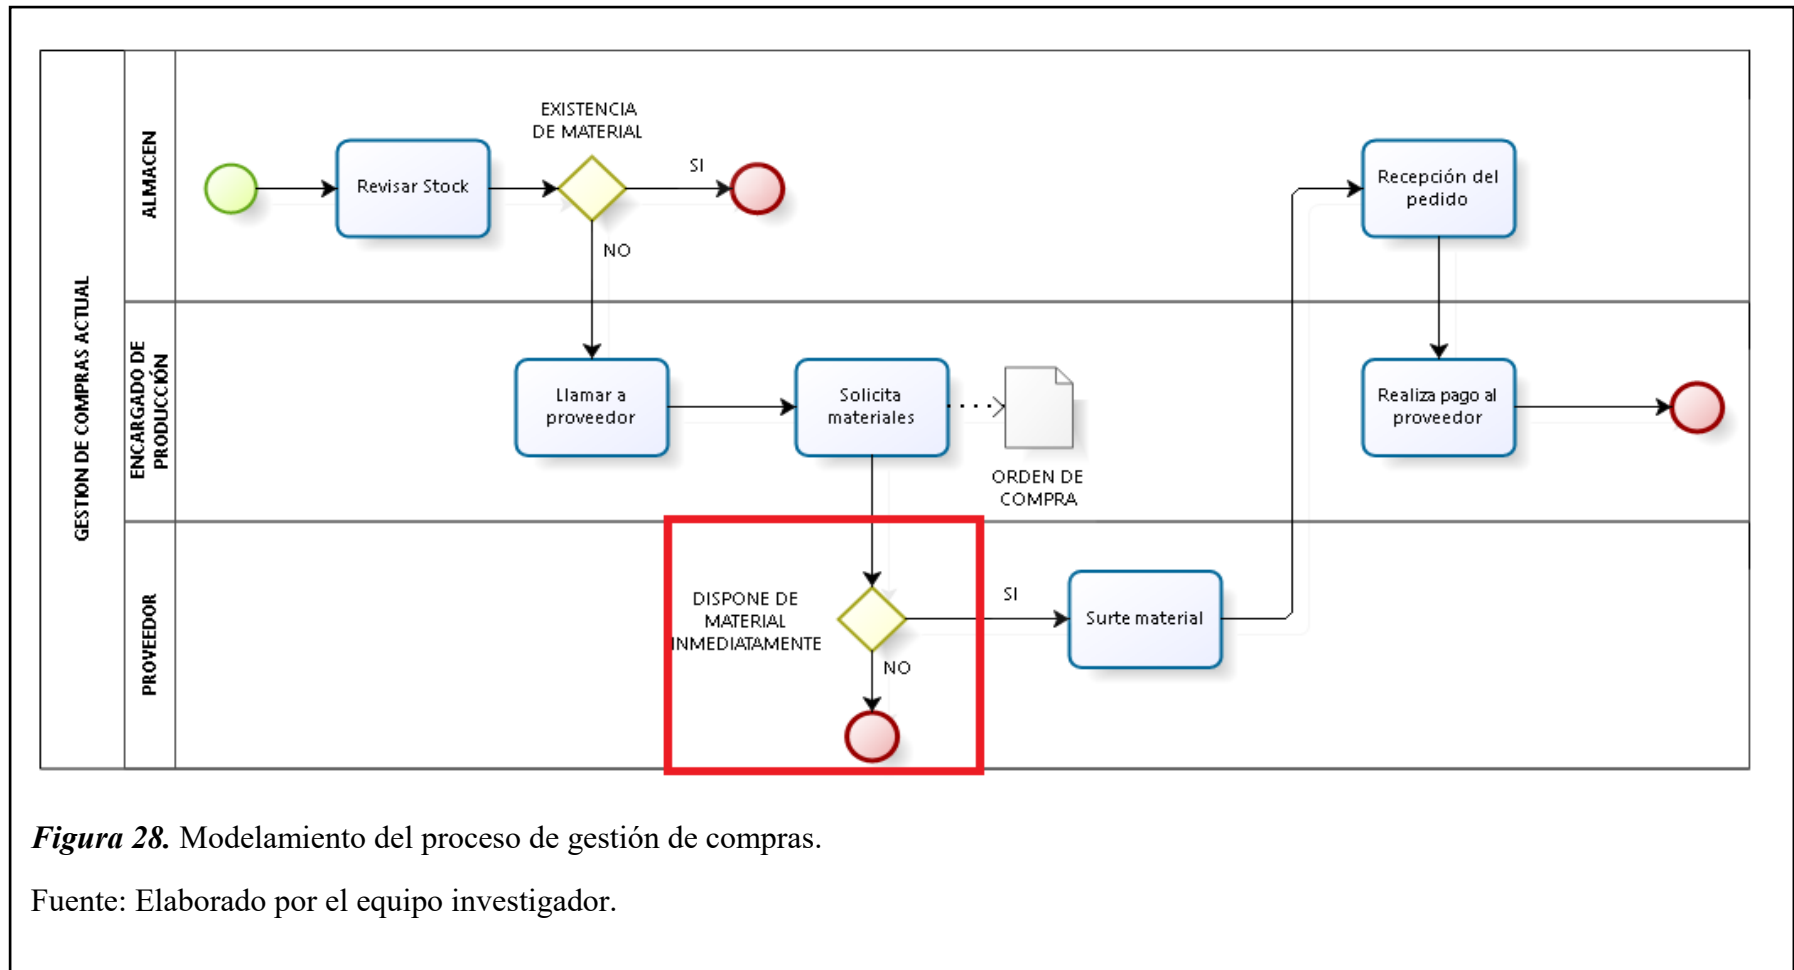 GESTION DE COMPRAS ACTUAL
ALMACEN
EXISTENCIA
DE MATERIAL
Revisar Stock
SI
NO
Recepción del
pedido
ENCARGADO DE
PRODUCCIÓN
Llamar a
proveedor
Solicita
materiales
ORDEN DE
COMPRA
Realiza pago al
proveedor
PROVEEDOR
DISPONE DE
MATERIAL
INMEDIATAMENTE
SI
NO
Surte material
Figura 28. Modelamiento del proceso de gestión de compras.
Fuente: Elaborado por el equipo investigador.